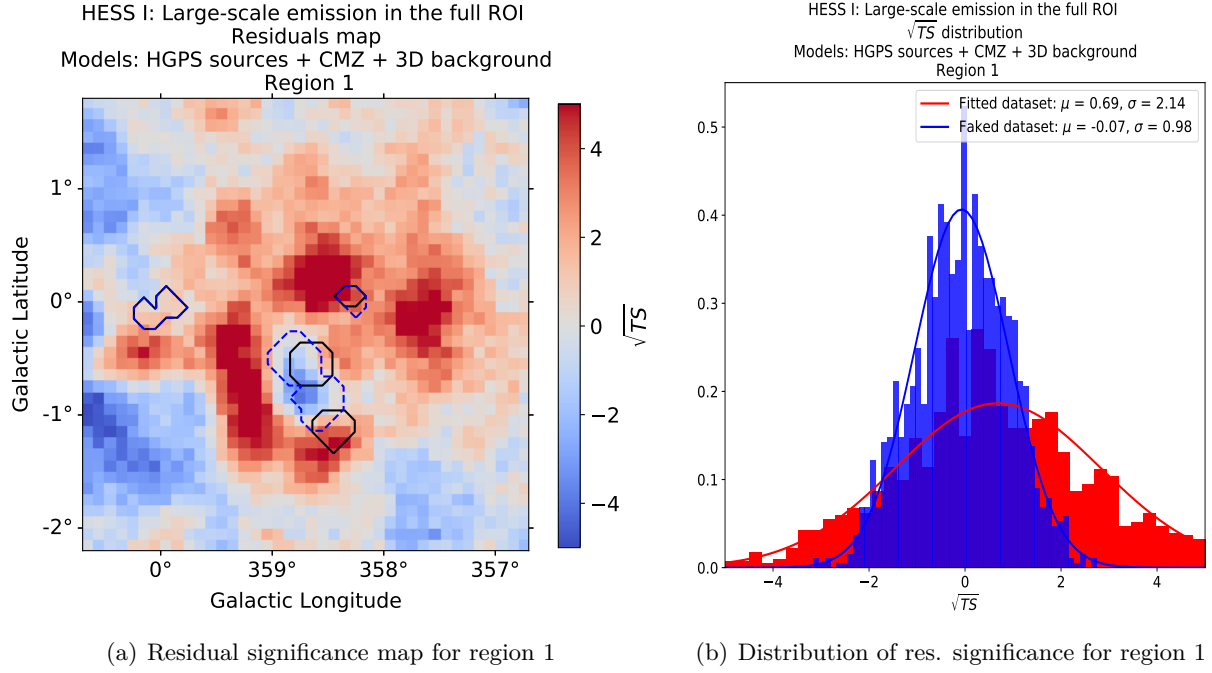 HESS I: Large-scale emission in the full ROI
Residuals map
Models: HGPS sources + CMZ + 3D background
Region 1
1°
0°
-1°
-2°
Galactic Latitude
0°
359°
358°
357°
Galactic Longitude
4
2
0
−2
−4
√TS
(a) Residual significance map for region 1
HESS I: Large-scale emission in the full ROI
√TS distribution
Models: HGPS sources + CMZ + 3D background
Region 1
Fitted dataset: μ = 0.69, σ = 2.14
Faked dataset: μ = -0.07, σ = 0.98
0.5
0.4
0.3
0.2
0.1
0.0
−4
−2
0
2
4
√TS
(b) Distribution of res. significance for region 1